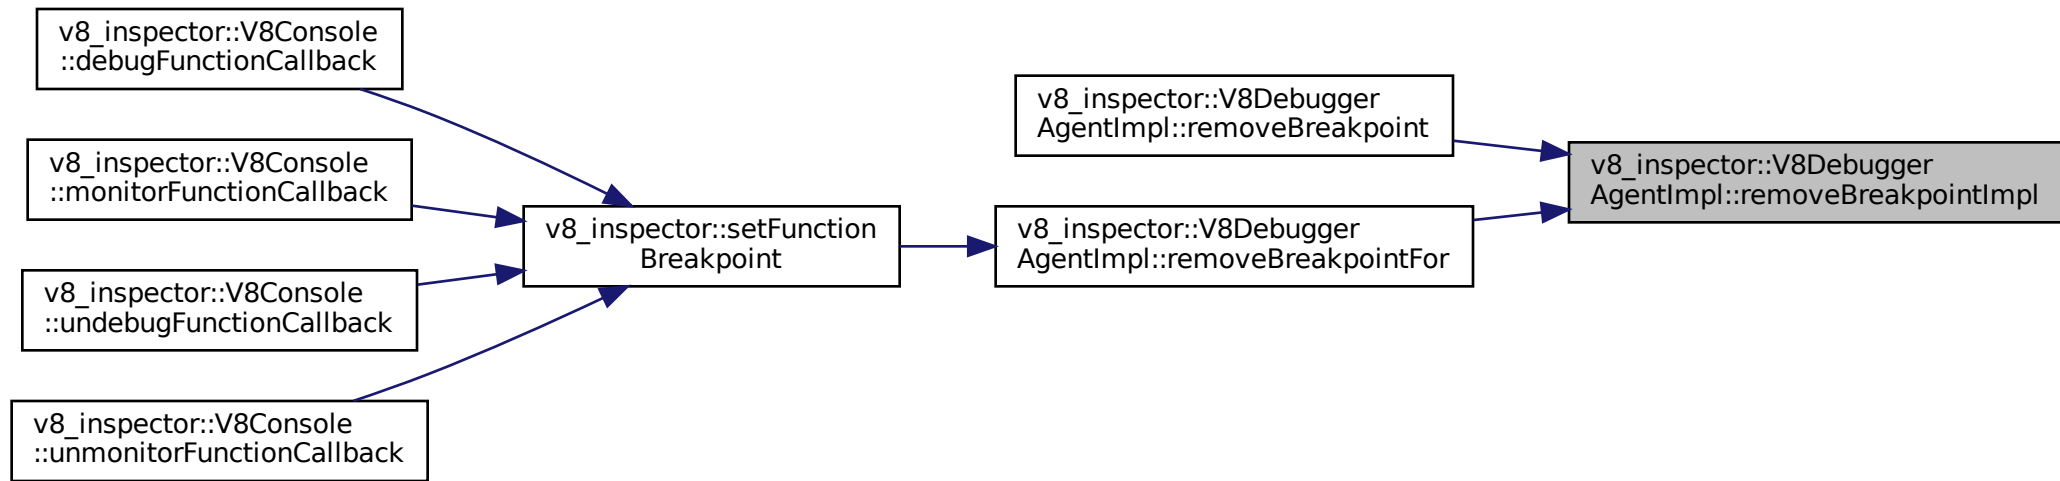 v8_inspector::V8Console
::debugFunctionCallback
v8_inspector::V8Console
::monitorFunctionCallback
v8_inspector::V8Console
::undebugFunctionCallback
v8_inspector::V8Console
::unmonitorFunctionCallback
v8_inspector::setFunction
Breakpoint
v8_inspector::V8Debugger
AgentImpl::removeBreakpoint
v8_inspector::V8Debugger
AgentImpl::removeBreakpointFor
v8_inspector::V8Debugger
AgentImpl::removeBreakpointImpl